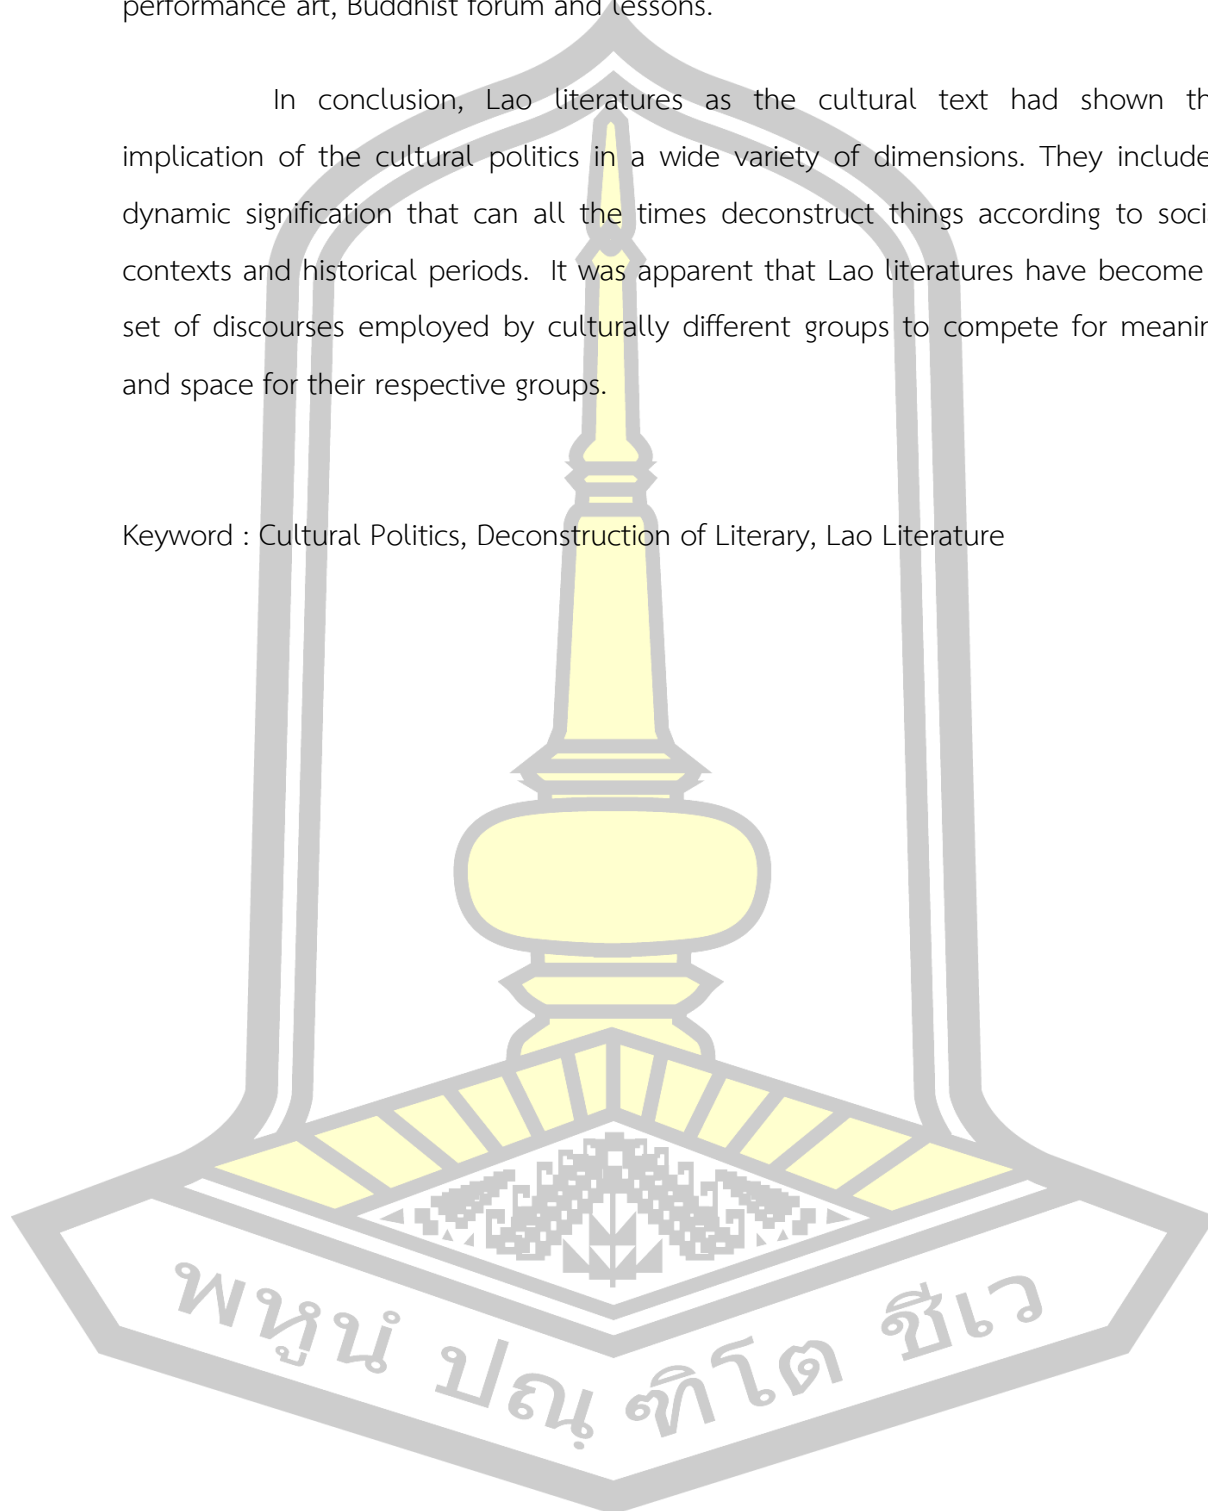 performance art, Buddhist forum and lessons.
In conclusion, Lao literatures as the cultural text had shown th
implication of the cultural politics in a wide variety of dimensions. They include
dynamic signification that can all the times deconstruct things according to soci
contexts and historical periods. It was apparent that Lao literatures have become
set of discourses employed by culturally different groups to compete for meanin
and space for their respective groups.
Keyword : Cultural Politics, Deconstruction of Literary, Lao Literature
พหูนํ ปณฺฑิโต ชีเว